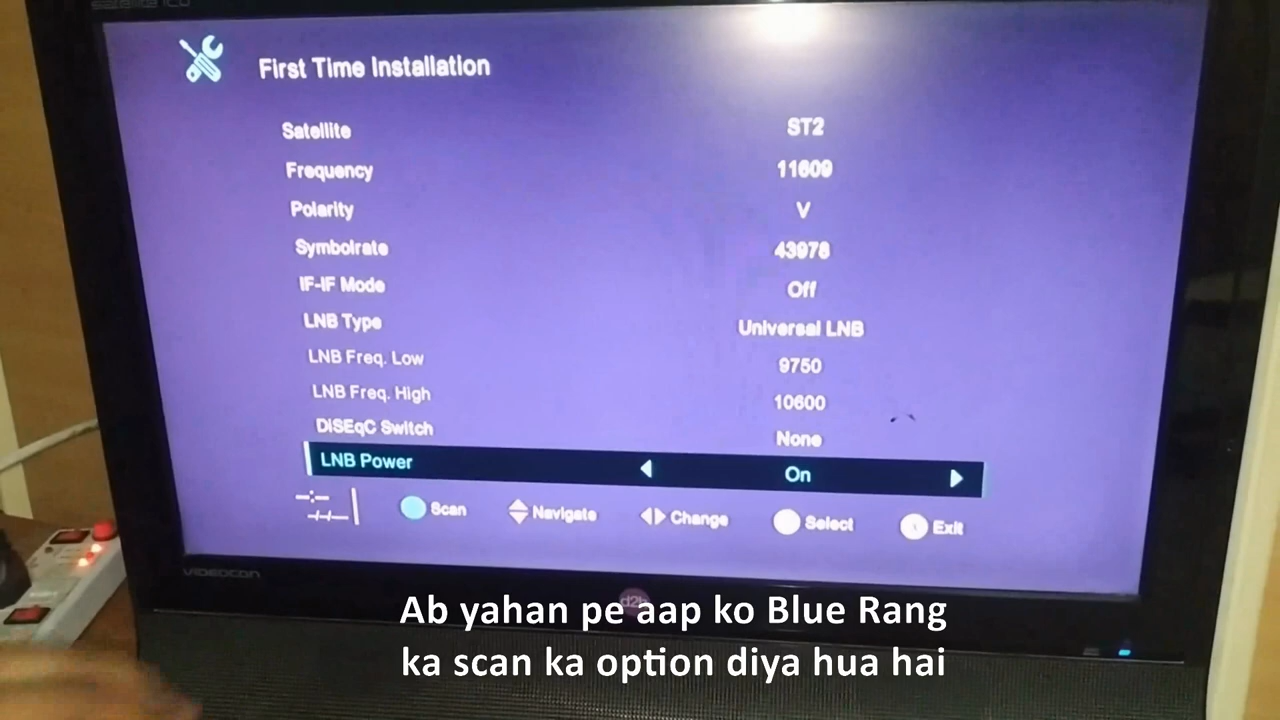 First Time Installation
Satellite ST2
Frequency 11609
Polarity V
Symbolrate 43978
IF-IF Mode Off
LNB Type Universal LNB
LNB Freq. Low 9750
LNB Freq. High 10600
DiSEqC Switch None
LNB Power On
--:--
--/--/---- Scan Navigate Change Select Exit
VIDEOCON
d2h
Ab yahan pe aap ko Blue Rang
ka scan ka option diya hua hai